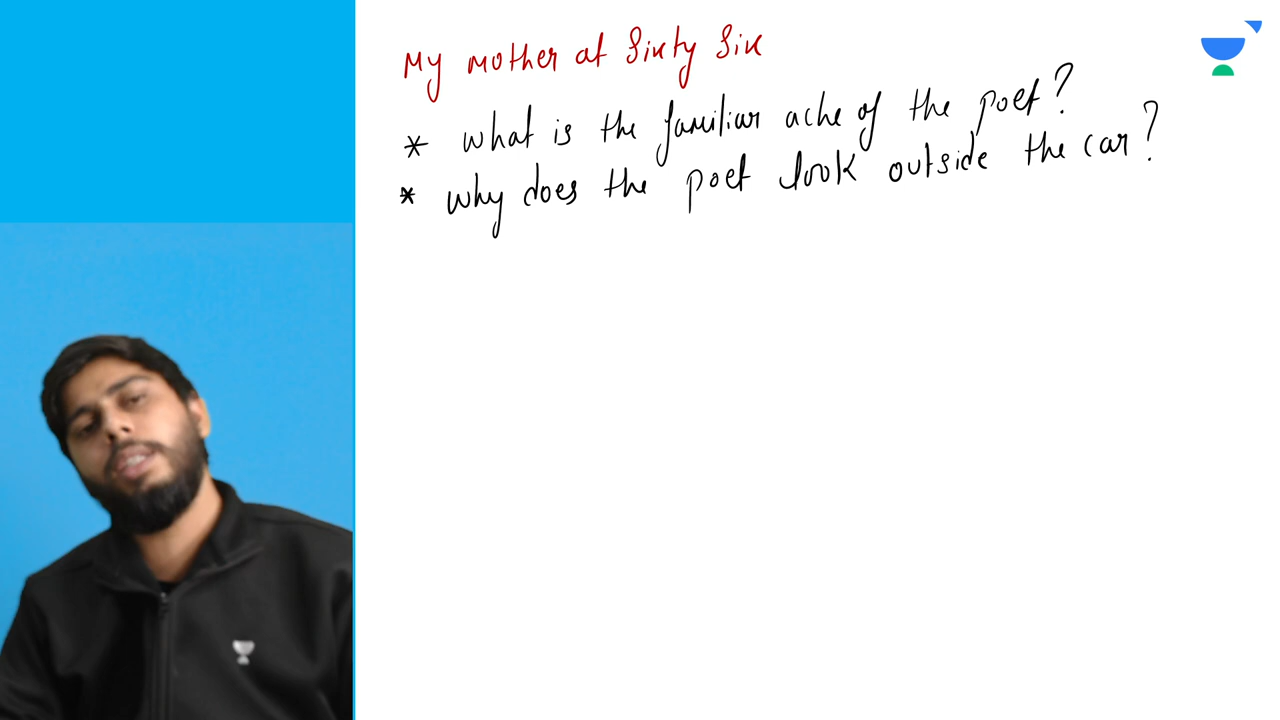 My mother at Sixty Six
* what is the familiar ache of the poet?
* why does the poet look outside the car?